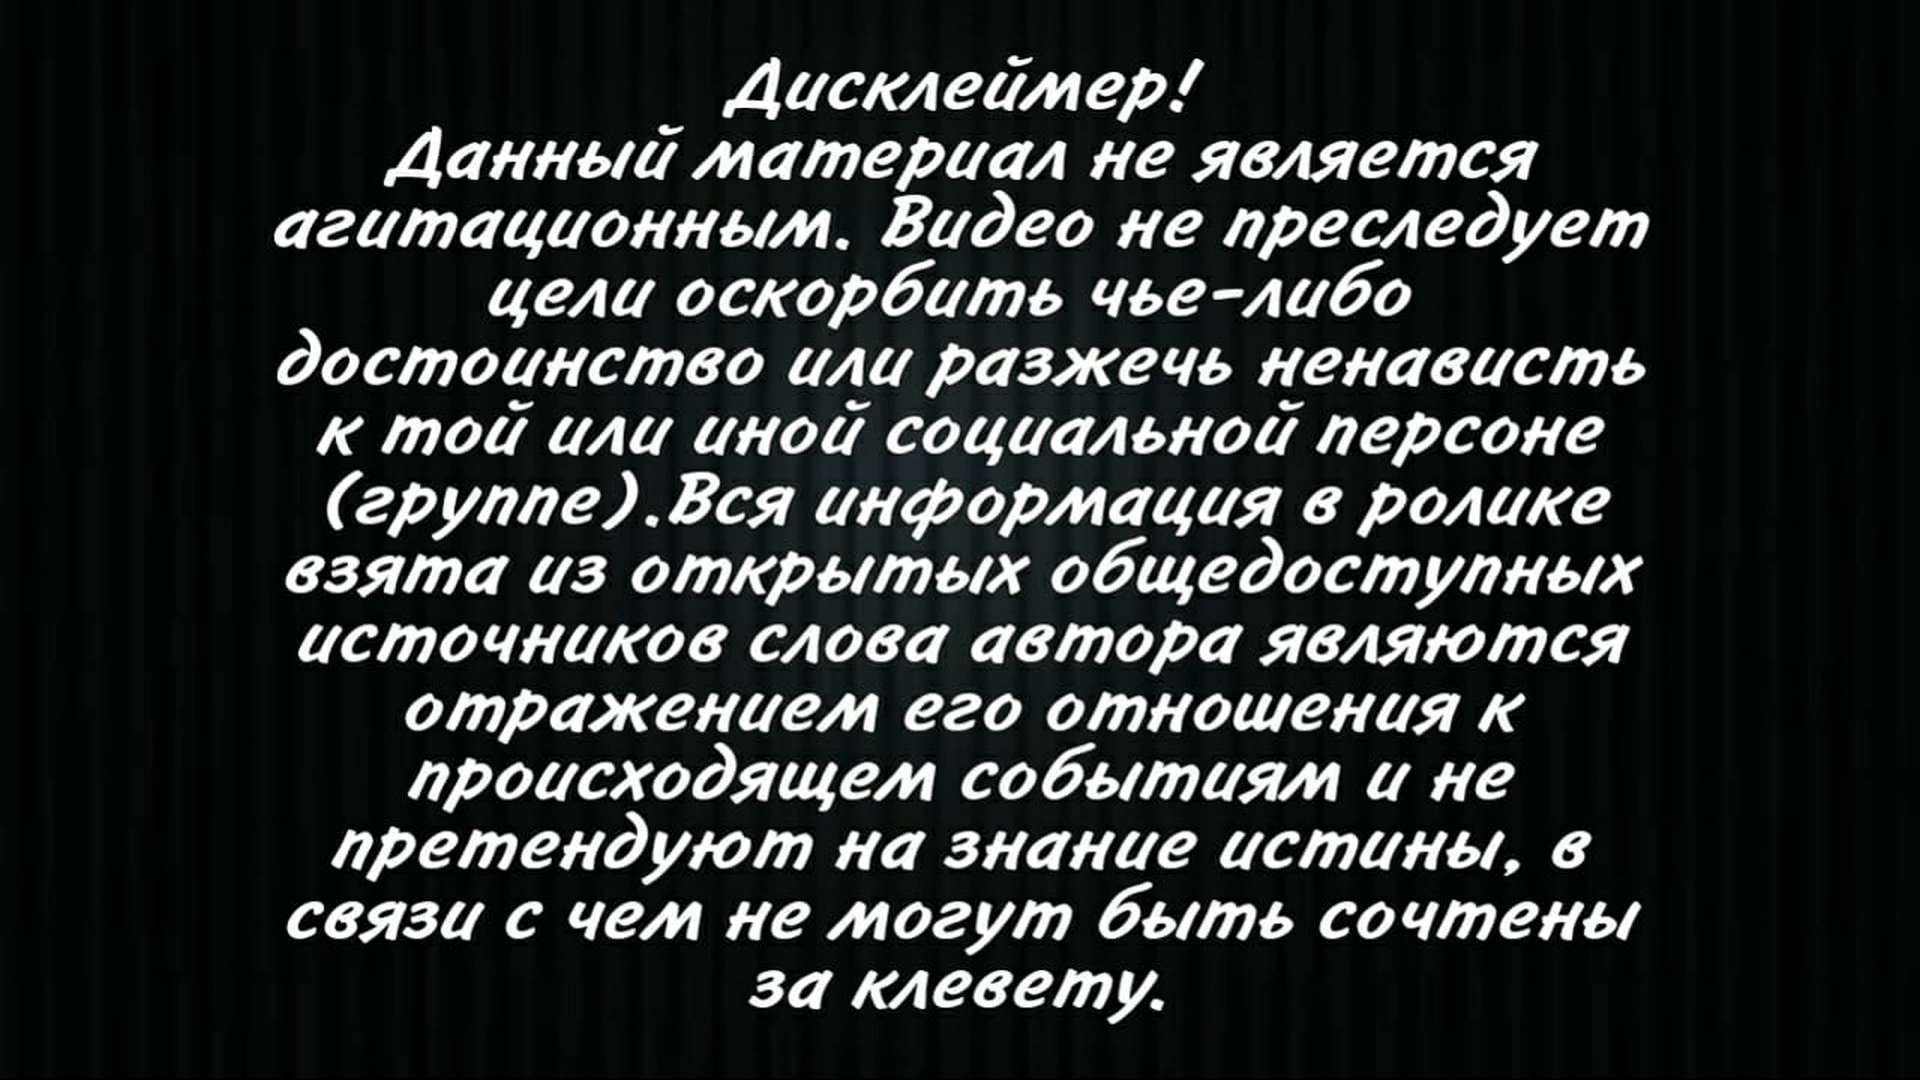 Дисклеймер!
Данный материал не является
агитационным. Видео не преследует
цели оскорбить чье-либо
достоинство или разжечь ненависть
к той или иной социальной персоне
(группе).Вся информация в ролике
взята из открытых общедоступных
источников слова автора являются
отражением его отношения к
происходящем событиям и не
претендуют на знание истины, в
связи с чем не могут быть сочтены
за клевету.